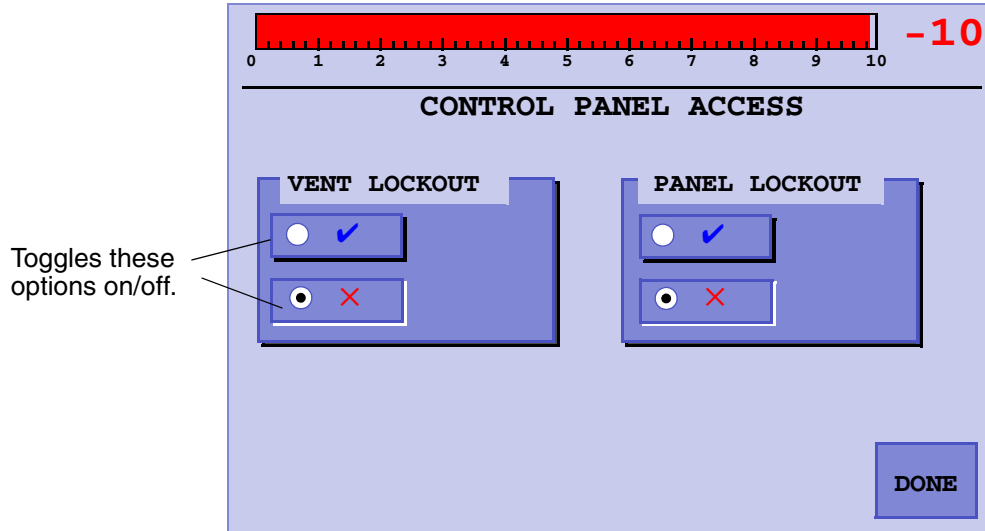 -10
0 1 2 3 4 5 6 7 8 9 10
CONTROL PANEL ACCESS
VENT LOCKOUT
PANEL LOCKOUT
Toggles these
options on/off.
DONE